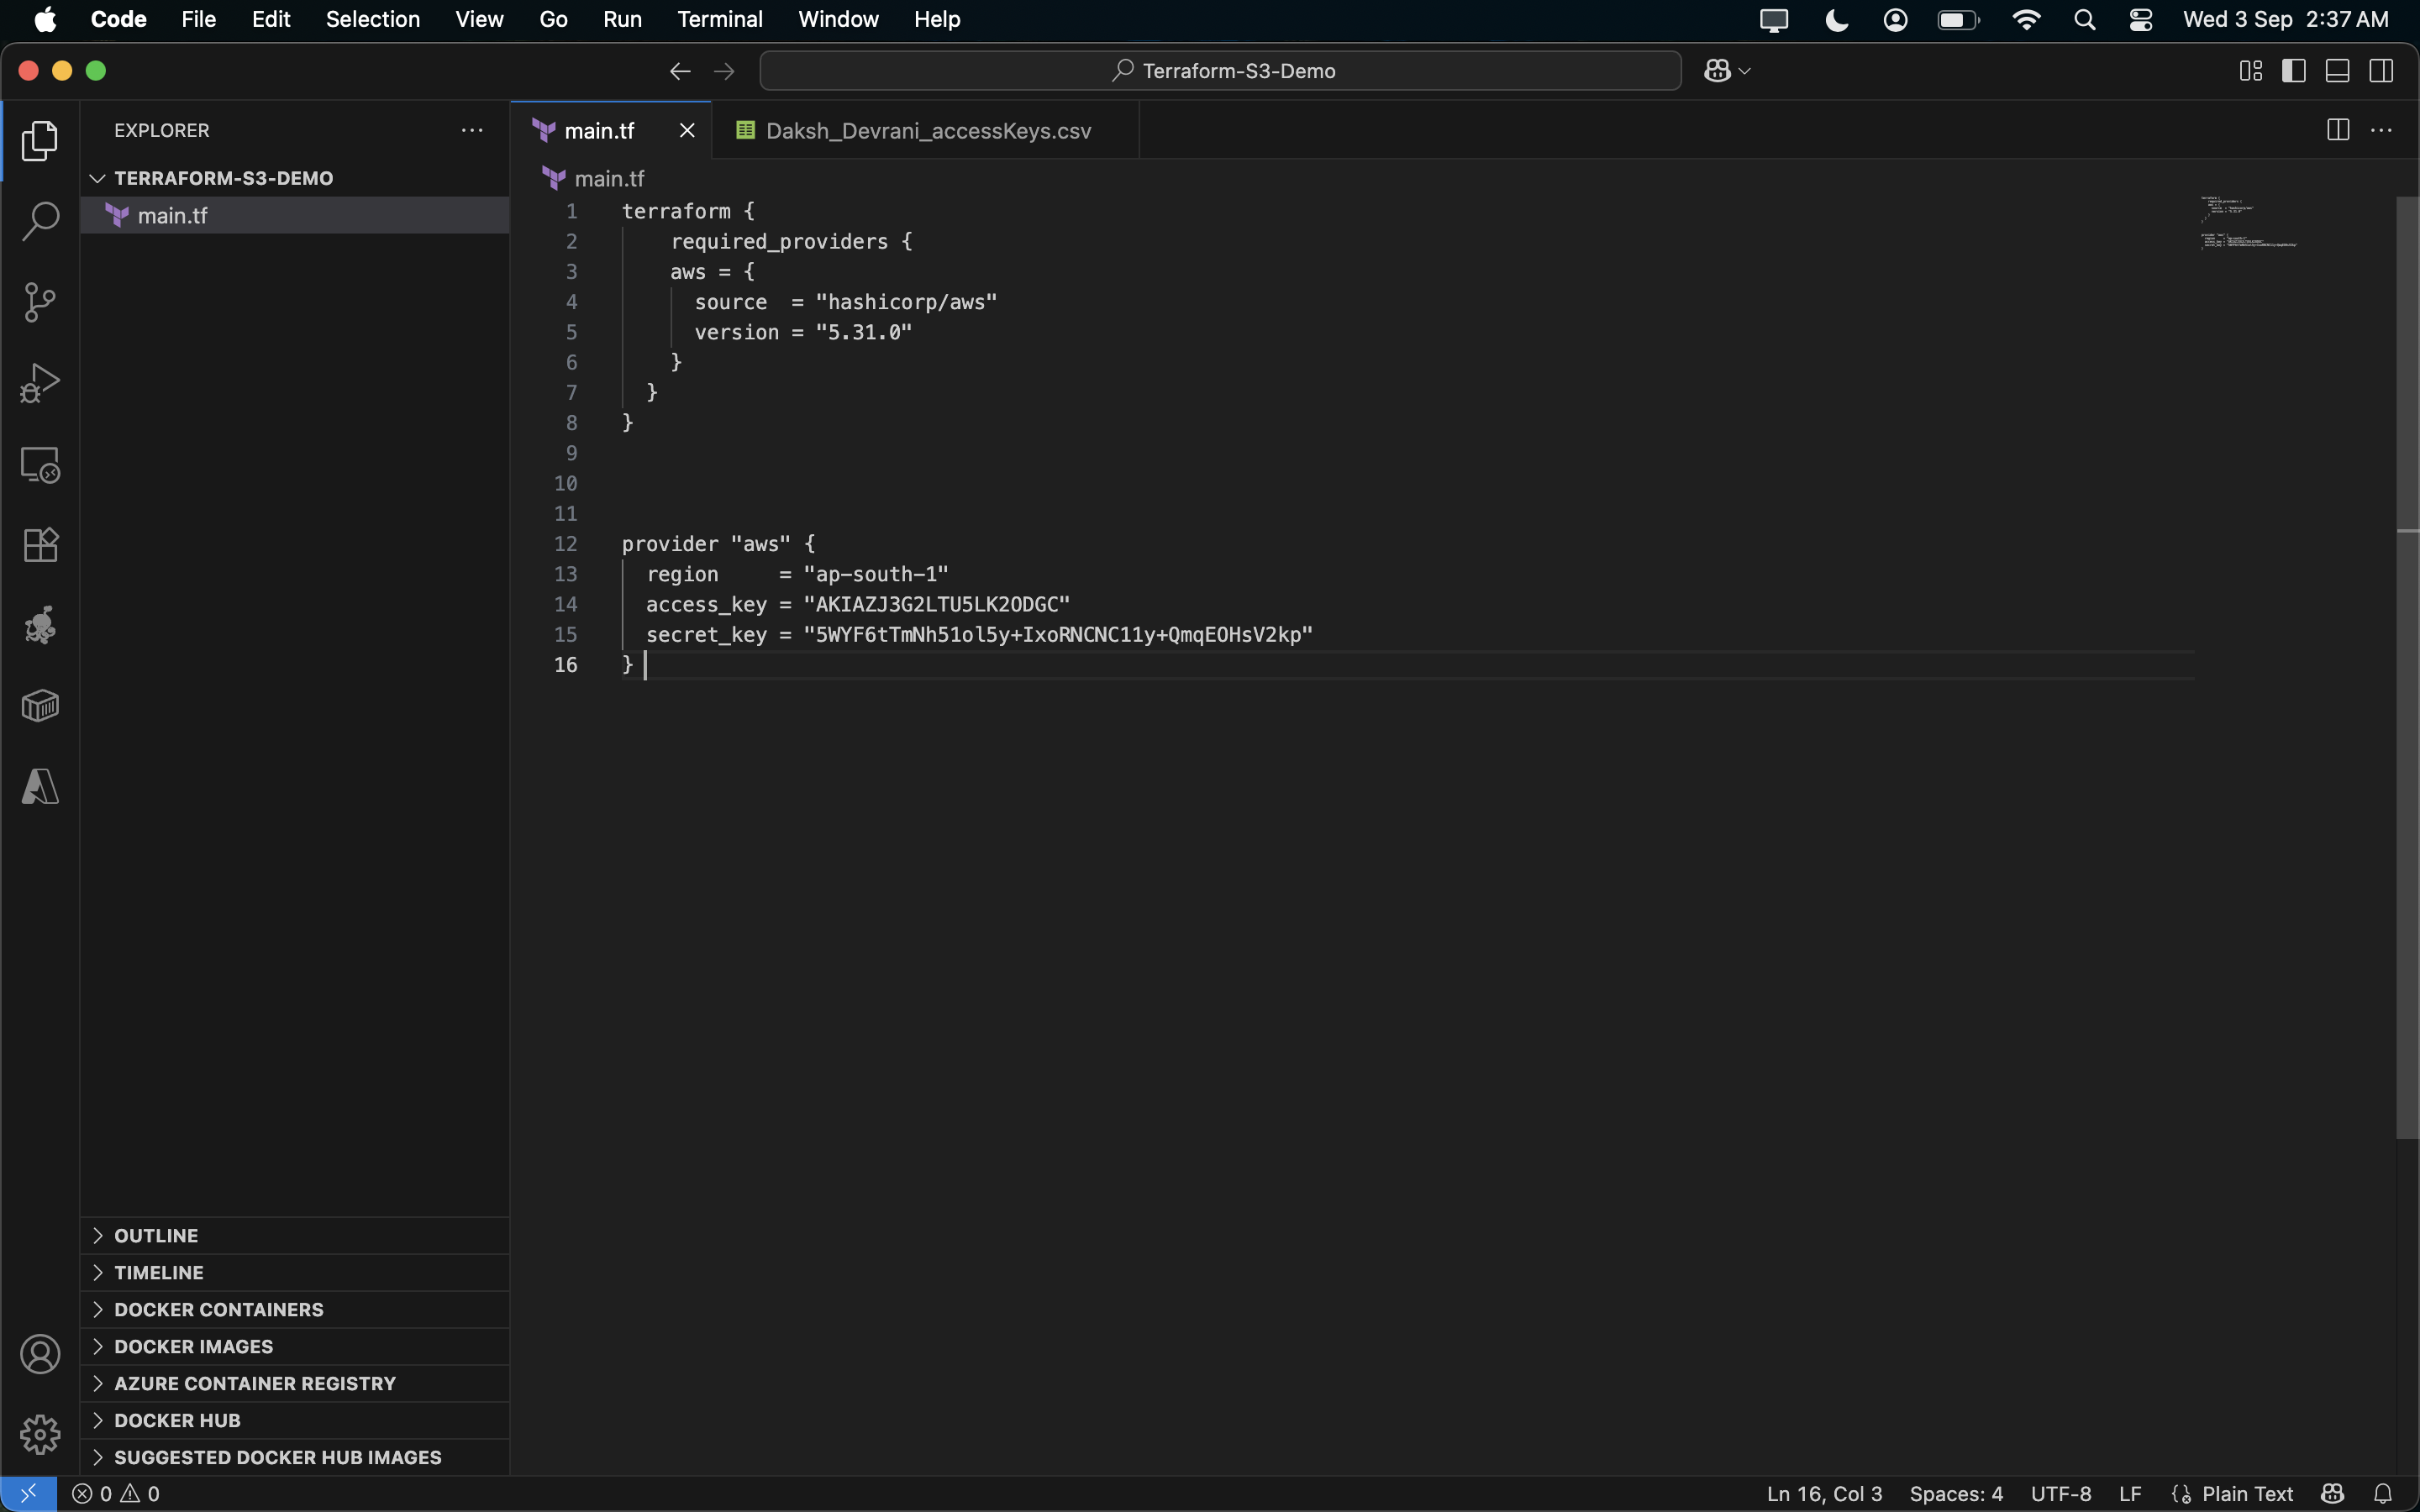 Code File Edit Selection View Go Run Terminal Window Help Wed 3 Sep 2:37 AM
Terraform-S3-Demo
EXPLORER
TERRAFORM-S3-DEMO
main.tf
main.tf Daksh_Devrani_accessKeys.csv
main.tf
1 terraform {
2 required_providers {
3 aws = {
4 source = "hashicorp/aws"
5 version = "5.31.0"
6 }
7 }
8 }
9
10
11
12 provider "aws" {
13 region = "ap-south-1"
14 access_key = "AKIAZJ3G2LTU5LK2ODGC"
15 secret_key = "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"
16 }
OUTLINE
TIMELINE
DOCKER CONTAINERS
DOCKER IMAGES
AZURE CONTAINER REGISTRY
DOCKER HUB
SUGGESTED DOCKER HUB IMAGES
0 0 Ln 16, Col 3 Spaces: 4 UTF-8 LF Plain Text